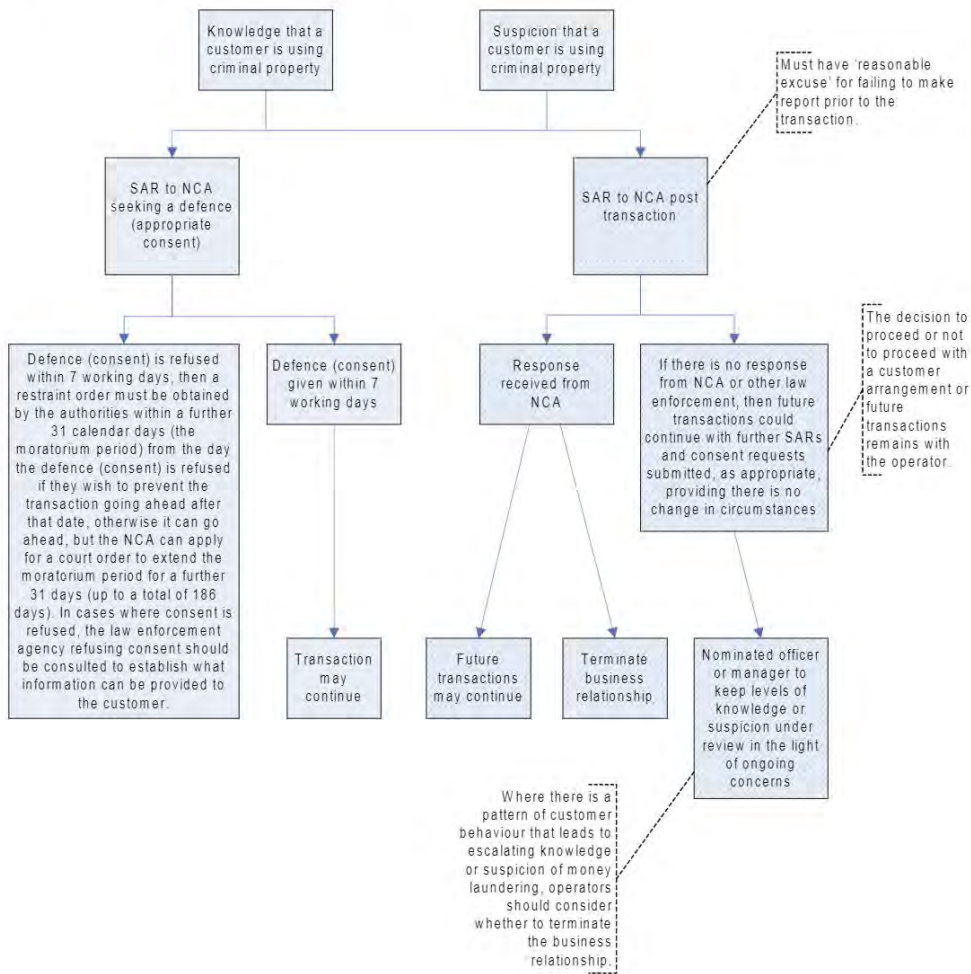 Knowledge that a
customer is using
criminal property
Suspicion that a
customer is using
criminal property
Must have 'reasonable
excuse' for failing to make
report prior to the
transaction.
SAR to NCA
seeking a defence
(appropriate
consent)
SAR to NCA post
transaction
The decision to
proceed or not
to proceed with
a customer
arrangement or
future
transactions
remains with
the operator.
Defence (consent) is refused
within 7 working days, then a
restraint order must be obtained
by the authorities within a further
31 calendar days (the
moratorium period) from the day
the defence (consent) is refused
if they wish to prevent the
transaction going ahead after
that date, otherwise it can go
ahead, but the NCA can apply
for a court order to extend the
moratorium period for a further
31 days (up to a total of 186
days). In cases where consent is
refused, the law enforcement
agency refusing consent should
be consulted to establish what
information can be provided to
the customer.
Defence (consent)
given within 7
working days
Response
received from
NCA
If there is no response
from NCA or other law
enforcement, then future
transactions could
continue with further SARs
and consent requests
submitted, as appropriate,
providing there is no
change in circumstances
Transaction
may
continue
Future
transactions
may continue
Terminate
business
relationship
Nominated officer
or manager to
keep levels of
knowledge or
suspicion under
review in the light
of ongoing
concerns
Where there is a
pattern of customer
behaviour that leads to
escalating knowledge
or suspicion of money
laundering, operators
should consider
whether to terminate
the business
relationship.